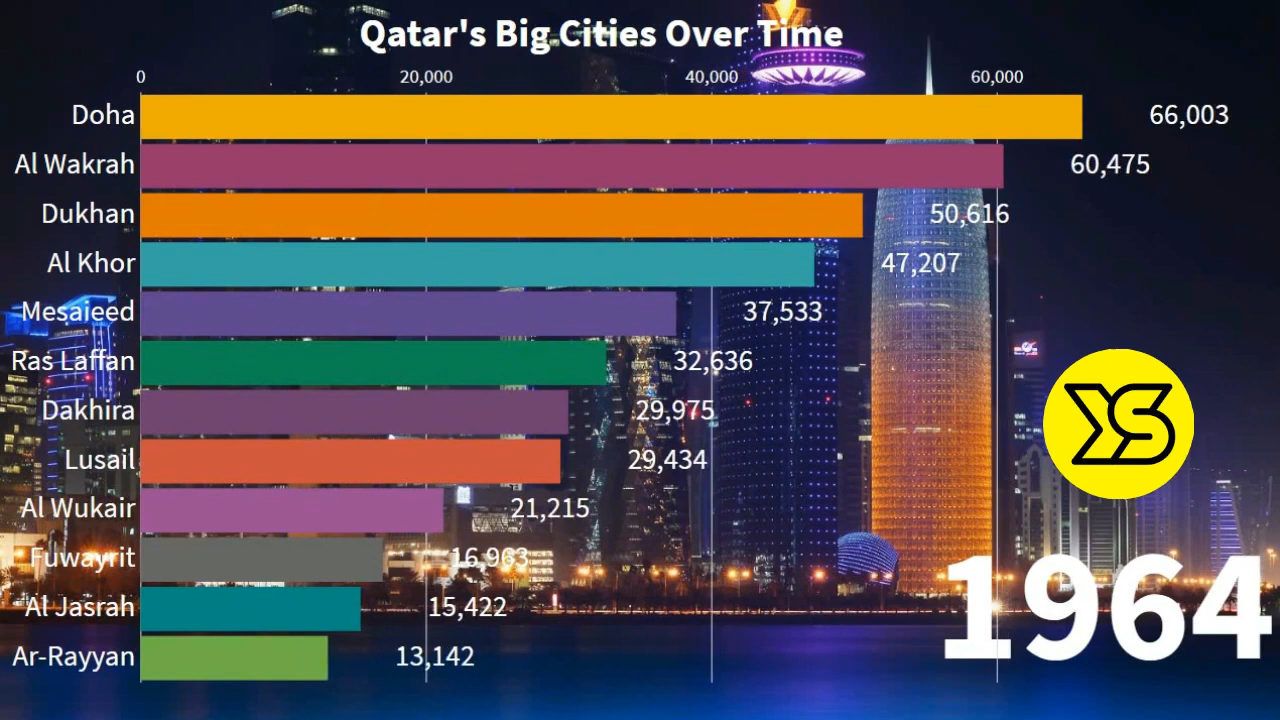 Qatar's Big Cities Over Time
0 20,000 40,000 60,000
Doha 66,003
Al Wakrah 60,475
Dukhan 50,616
Al Khor 47,207
Mesaieed 37,533
Ras Laffan 32,636
Dakhira 29,975
Lusail 29,434
Al Wukair 21,215
Fuwayrit 16,963
Al Jasrah 15,422
Ar-Rayyan 13,142
XS
1964